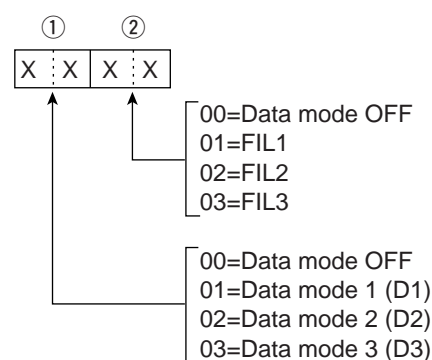 ① ②
X X X X
00=Data mode OFF
01=FIL1
02=FIL2
03=FIL3
00=Data mode OFF
01=Data mode 1 (D1)
02=Data mode 2 (D2)
03=Data mode 3 (D3)